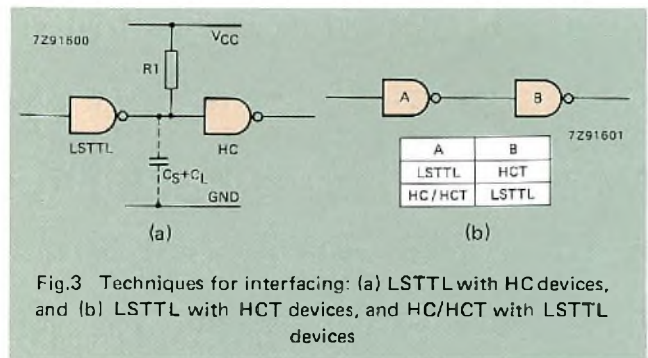 7Z91600
VCC
R1
LSTTL
HC
CS+CL
GND
(a)
A
B
7Z91601
A B
LSTTL HCT
HC/HCT LSTTL
(b)
Fig.3 Techniques for interfacing: (a) LSTTL with HC devices,
and (b) LSTTL with HCT devices, and HC/HCT with LSTTL
devices